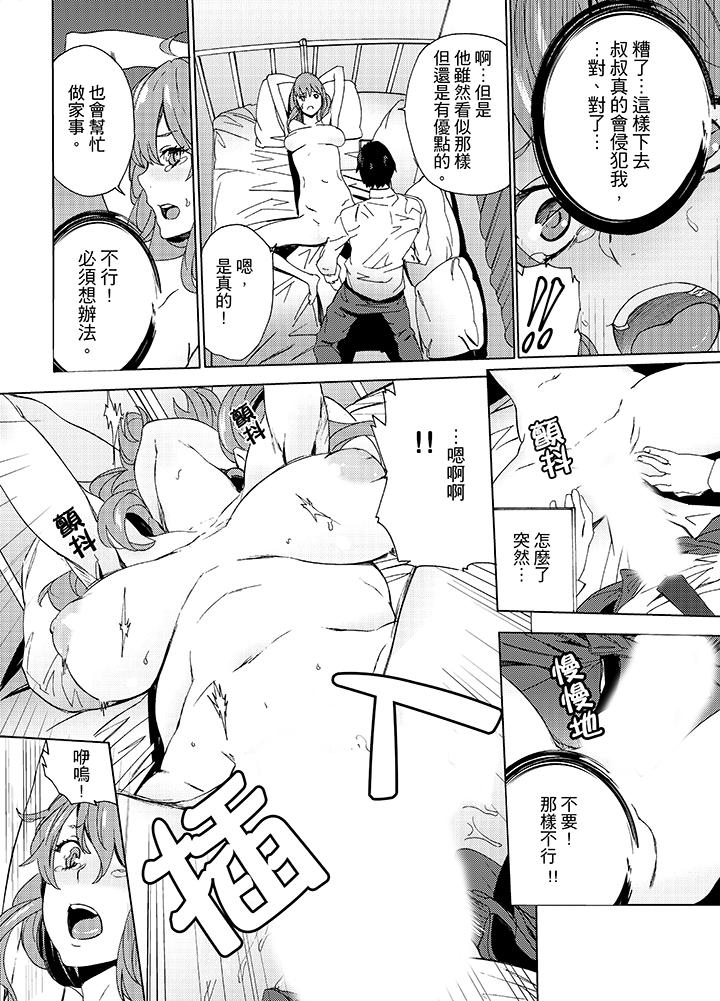 糟了…這樣下去
叔叔真的會侵犯我，
…對、對了…
!!
啊…但是
他雖然看似那樣
但還是有優點的。
嗯，
是真的！
也會幫忙
做家事。
不行！
必須想辦法。
顫抖
怎麼了
突然…
…嗯啊啊
!!
顫抖
顫抖
慢慢地
不要！
那樣不行!!
插
咿嗚！